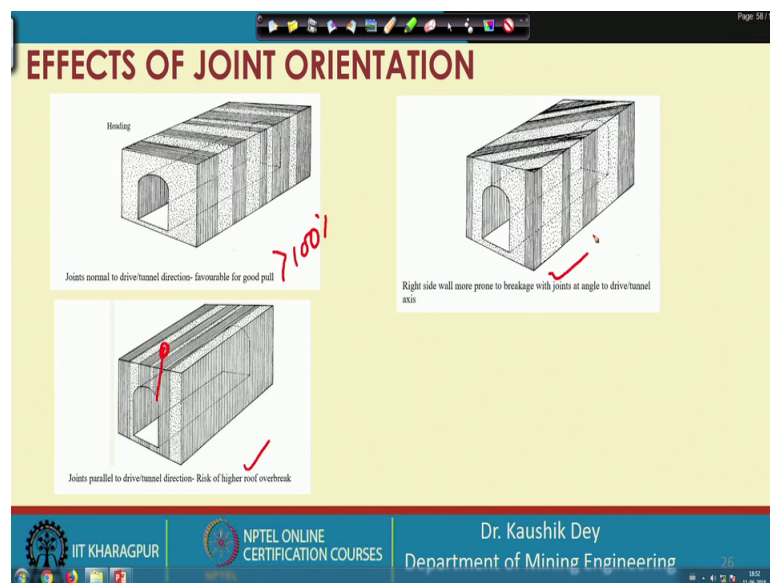 Page: 58 / 1
EFFECTS OF JOINT ORIENTATION
Heading
Joints normal to drive/tunnel direction- favourable for good pull
>100%
Right side wall more prone to breakage with joints at angle to drive/tunnel
axis
Joints parallel to drive/tunnel direction- Risk of higher roof overbreak
IIT KHARAGPUR
NPTEL ONLINE
CERTIFICATION COURSES
NPTEL
Dr. Kaushik Dey
Department of Mining Engineering
26
18:52